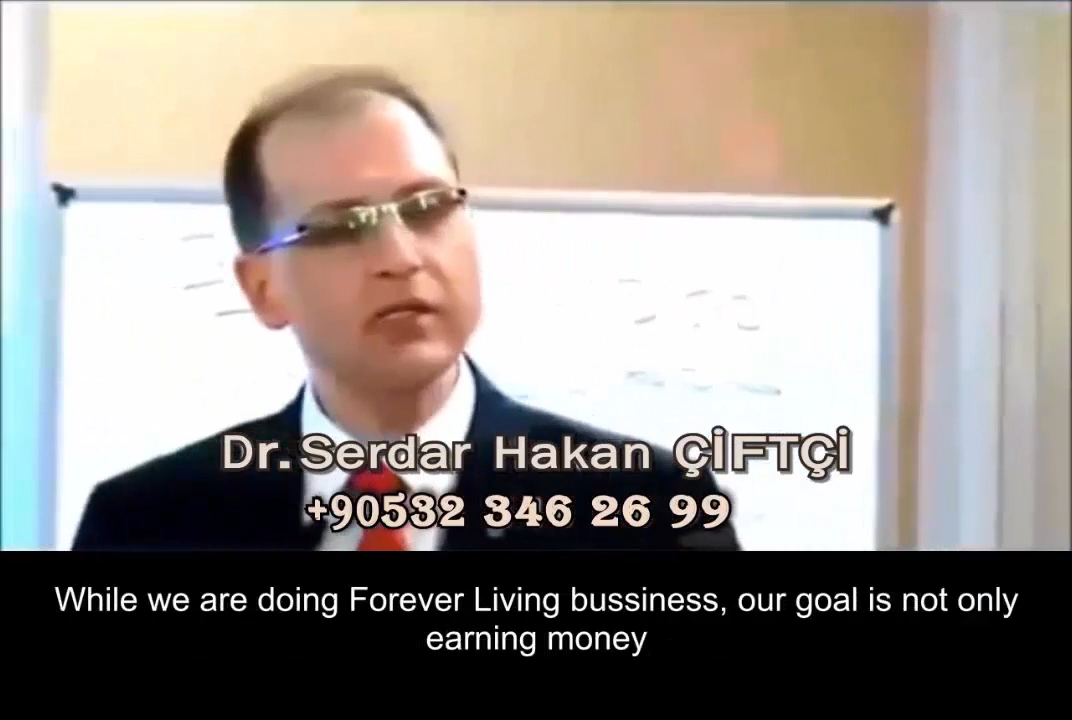 Dr. Serdar Hakan ÇİFTÇİ
+90532 346 26 99
While we are doing Forever Living bussiness, our goal is not only
earning money